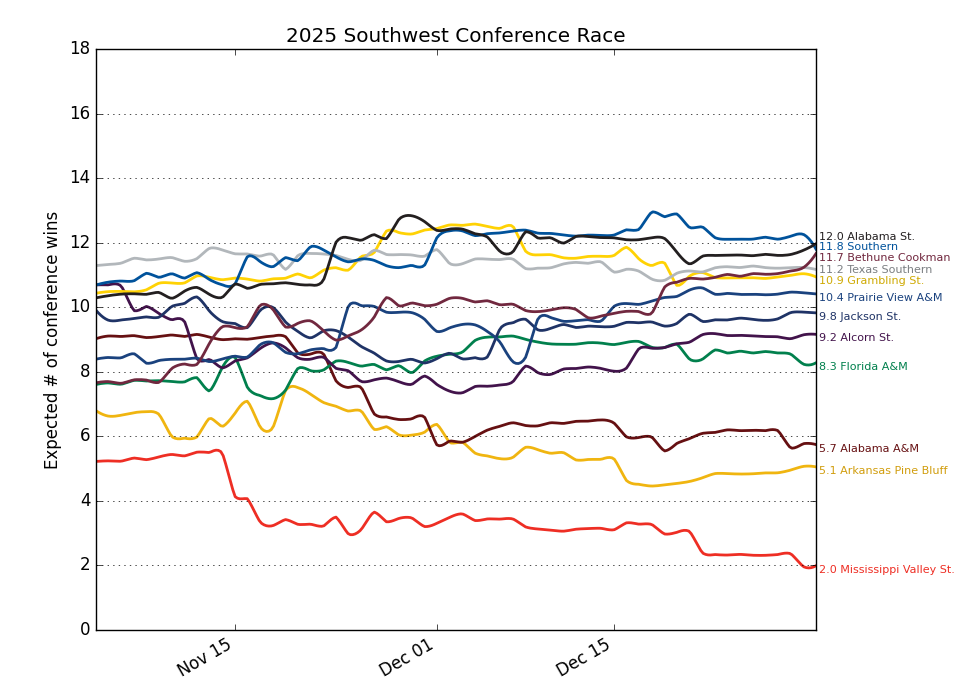 2025 Southwest Conference Race
Expected # of conference wins
18
16
14
12
10
8
6
4
2
0
Nov 15
Dec 01
Dec 15
12.0 Alabama St.
11.8 Southern
11.7 Bethune Cookman
11.2 Texas Southern
10.9 Grambling St.
10.4 Prairie View A&M
9.8 Jackson St.
9.2 Alcorn St.
8.3 Florida A&M
5.7 Alabama A&M
5.1 Arkansas Pine Bluff
2.0 Mississippi Valley St.